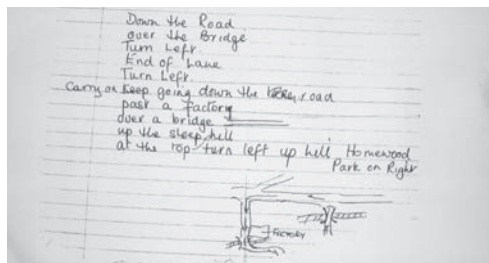 Down the Road
over the Bridge
Turn Left.
End of Lane
Turn Left.
Carry on keep going down the road
past a Factory
over a bridge
up the steep hill
at the top turn left up hill Homewood
Park on Right
FACTORY